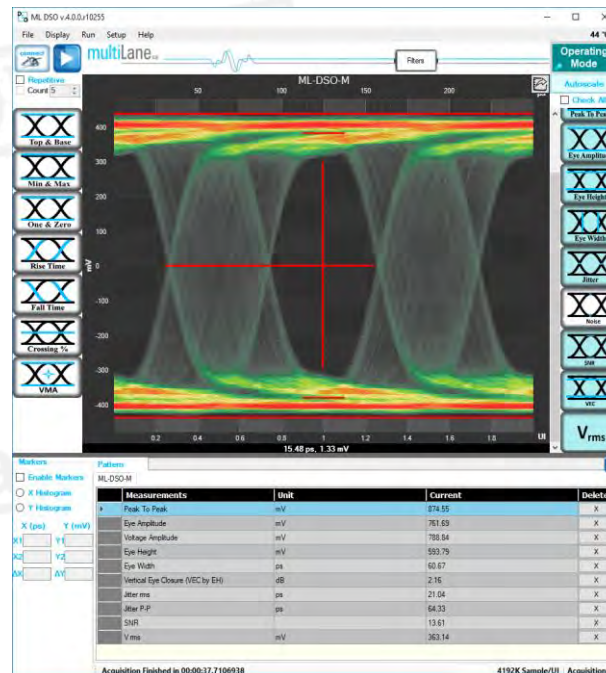 ML DSO v.4.0.0.r10255
File Display Run Setup Help
44 °
connect
multiLane
Filters
Operating Mode
Repetitive
Count 5
ML-DSO-M
Autoscale
50 100 150 200
Check All
Peak To Peak
Top & Base
Eye Amplitud
Min & Max
Eye Height
One & Zero
Eye Width
Rise Time
Jitter
Fall Time
Noise
Crossing %
SNR
VMA
VEC
Vrms
400
300
200
100
0
-100
-200
-300
-400
mV
0.2 0.4 0.6 0.8 1 1.2 1.4 1.6 1.8 UI
15.48 ps, 1.33 mV
Markers
Enable Markers
X Histogram
Y Histogram
X (ps) Y (mV)
X1 Y1
X2 Y2
ΔX ΔY
Pattern
ML-DSO-M
Measurements Unit Current Delete
Peak To Peak mV 874.55 X
Eye Amplitude mV 761.69 X
Voltage Amplitude mV 788.84 X
Eye Height mV 593.79 X
Eye Width ps 60.67 X
Vertical Eye Closure (VEC by EH) dB 2.16 X
Jitter rms ps 21.04 X
Jitter P-P ps 64.33 X
SNR 13.61 X
V rms mV 363.14 X
Acquisition Finished in 00:00:37.7106938
4192K Sample/UI Acquisition